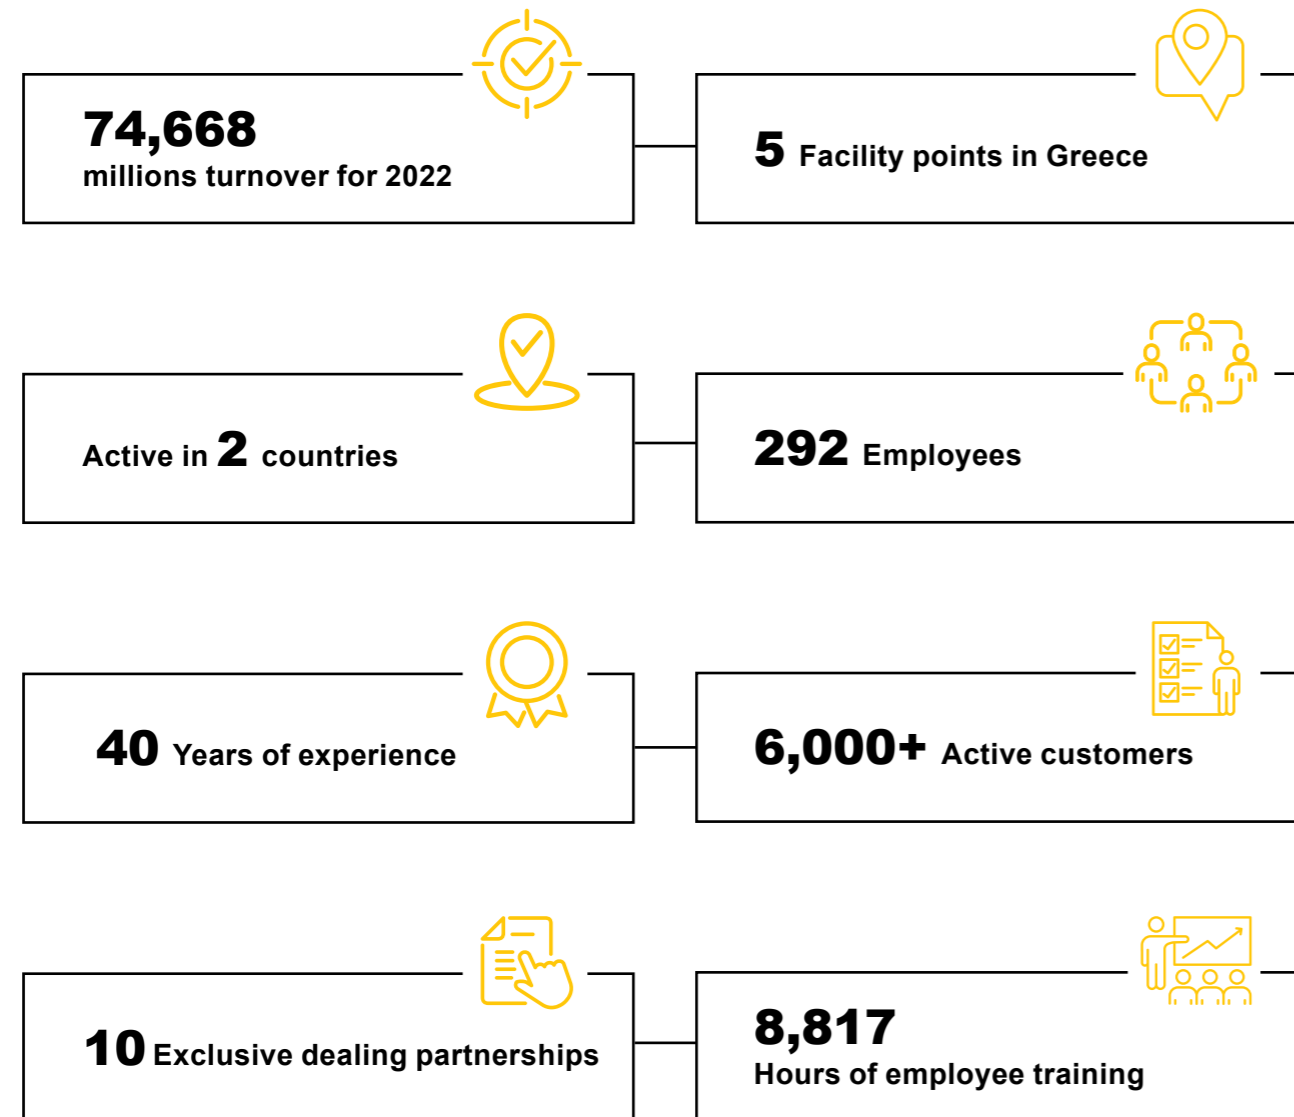 74,668
millions turnover for 2022
5 Facility points in Greece
Active in 2 countries
292 Employees
40 Years of experience
6,000+ Active customers
10 Exclusive dealing partnerships
8,817
Hours of employee training